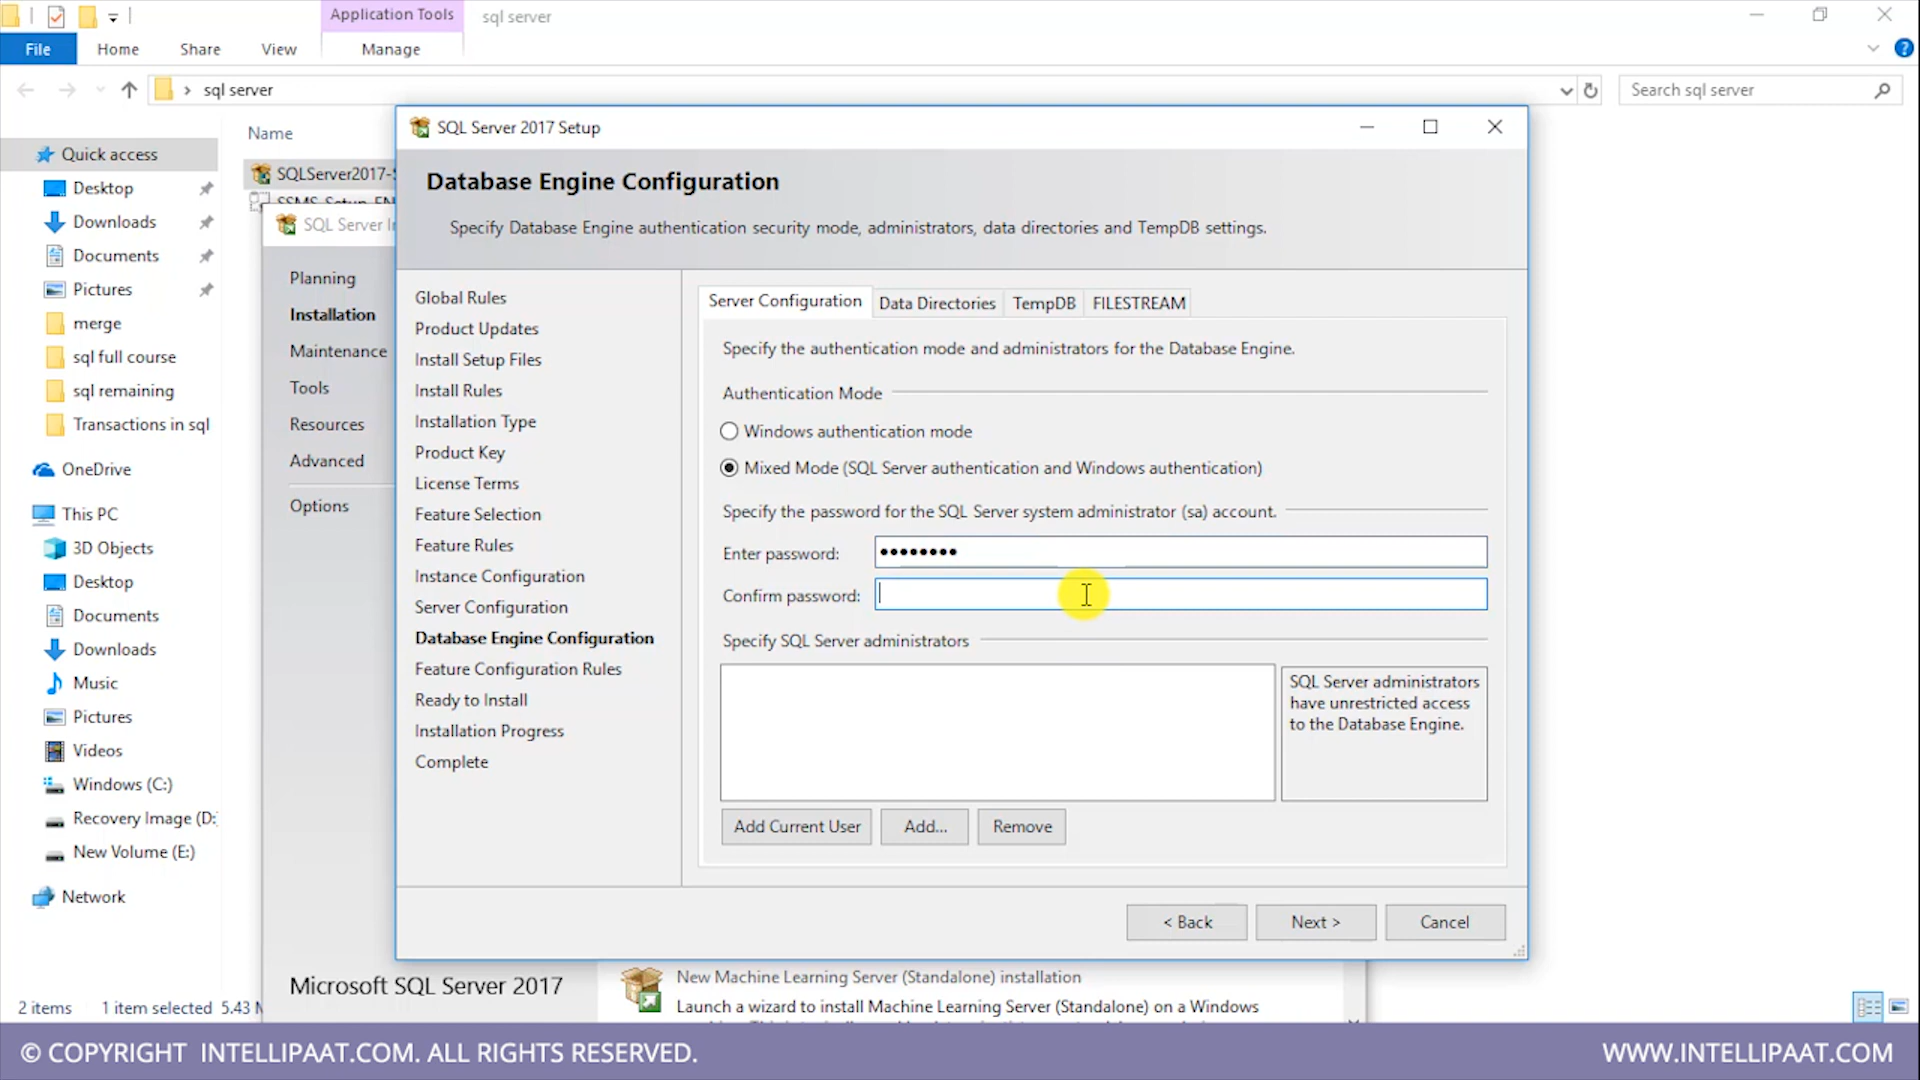 Application Tools
sql server
File
Home
Share
View
Manage
sql server
Search sql server
Name
Quick access
Desktop
Downloads
Documents
Pictures
merge
sql full course
sql remaining
Transactions in sql
OneDrive
This PC
3D Objects
Desktop
Documents
Downloads
Music
Pictures
Videos
Windows (C:)
Recovery Image (D:
New Volume (E:)
Network
2 items
1 item selected 5.43
SQLServer2017-
SSMS-Setup-EN
SQL Server
Planning
Installation
Maintenance
Tools
Resources
Advanced
Options
Microsoft SQL Server 2017
SQL Server 2017 Setup
Database Engine Configuration
Specify Database Engine authentication security mode, administrators, data directories and TempDB settings.
Global Rules
Product Updates
Install Setup Files
Install Rules
Installation Type
Product Key
License Terms
Feature Selection
Feature Rules
Instance Configuration
Server Configuration
Database Engine Configuration
Feature Configuration Rules
Ready to Install
Installation Progress
Complete
Server Configuration
Data Directories
TempDB
FILESTREAM
Specify the authentication mode and administrators for the Database Engine.
Authentication Mode
Windows authentication mode
Mixed Mode (SQL Server authentication and Windows authentication)
Specify the password for the SQL Server system administrator (sa) account.
Enter password: ●●●●●●●●
Confirm password:
Specify SQL Server administrators
SQL Server administrators
have unrestricted access
to the Database Engine.
Add Current User
Add...
Remove
< Back
Next >
Cancel
New Machine Learning Server (Standalone) installation
Launch a wizard to install Machine Learning Server (Standalone) on a Windows
© COPYRIGHT INTELLIPAAT.COM. ALL RIGHTS RESERVED.
WWW.INTELLIPAAT.COM